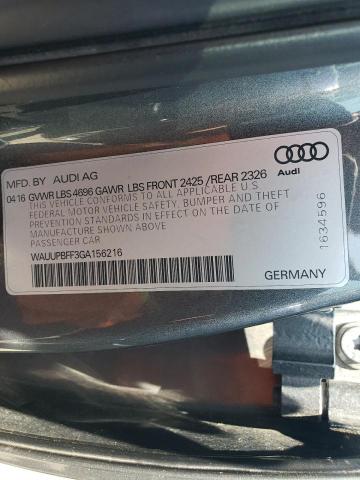 MFD. BY AUDI AG
Audi
04 16 GVWR LBS 4696 GAWR LBS FRONT 2425 /REAR 2326
THIS VEHICLE CONFORMS TO ALL APPLICABLE U.S.
FEDERAL MOTOR VEHICLE SAFETY, BUMPER, AND THEFT
PREVENTION STANDARDS IN EFFECT ON THE DATE OF
MANUFACTURE SHOWN ABOVE.
PASSENGER CAR
WAUUPBFF3GA156216
1634596
GERMANY